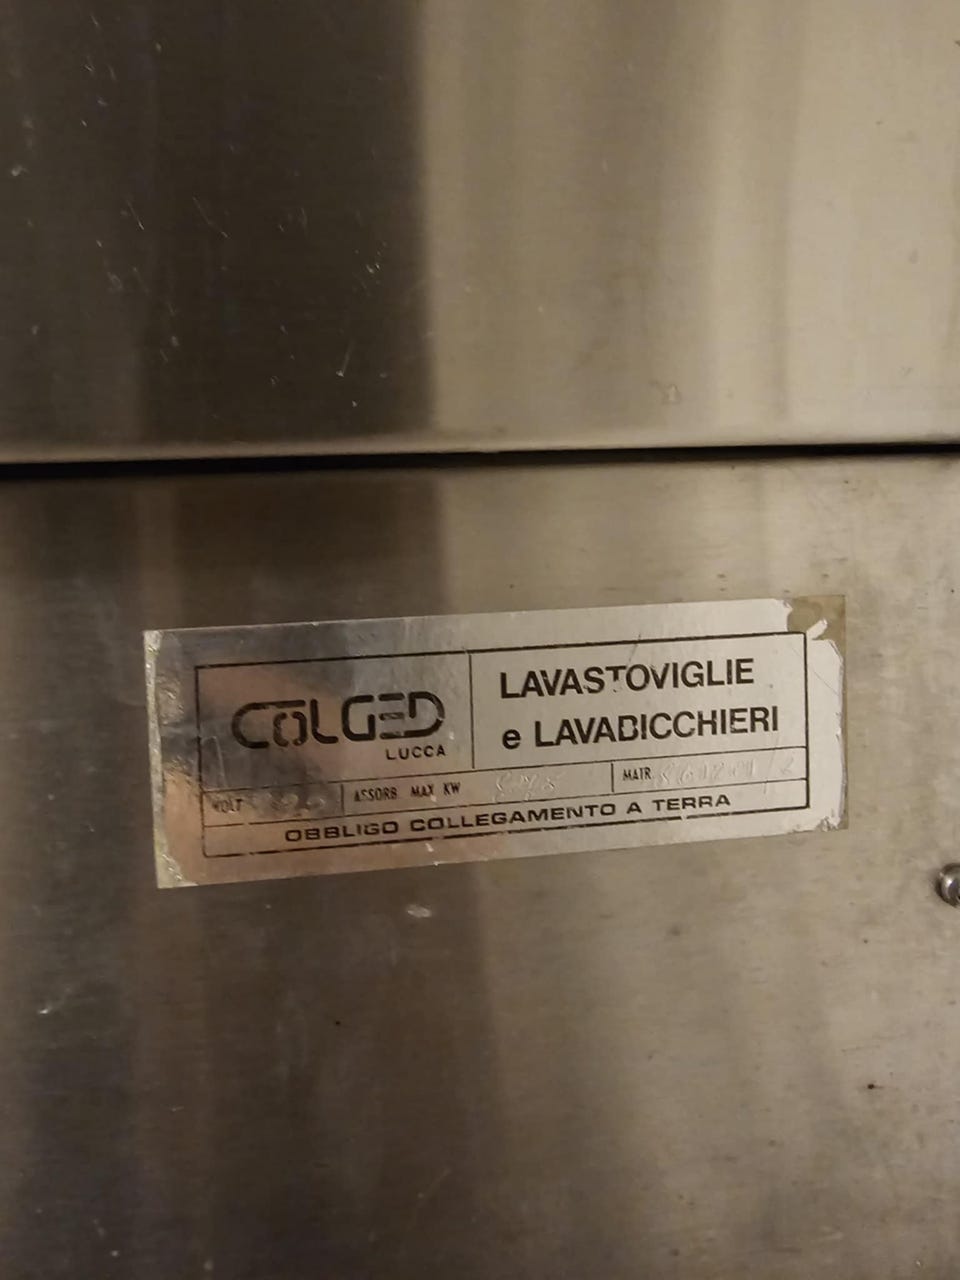 COLGED
LUCCA
LAVASTOVIGLIE
e LAVABICCHIERI
VOLT
ASSORB. MAX KW
MATR.
OBBLIGO COLLEGAMENTO A TERRA